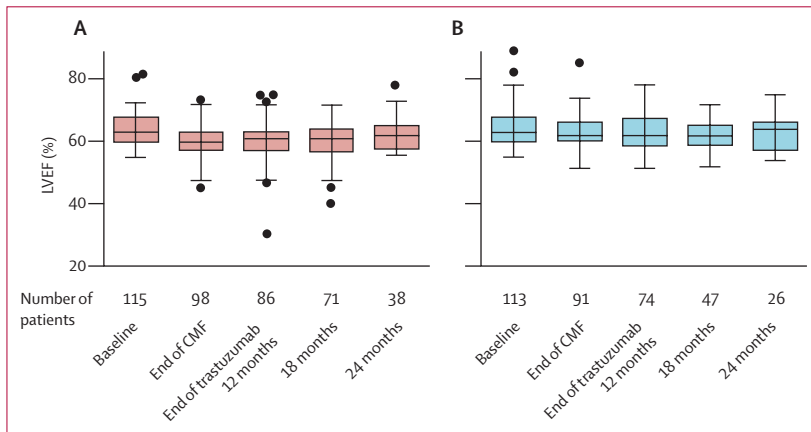 A
B
80
60
40
20
LVEF (%)
Number of
patients
115 98 86 71 38
113 91 74 47 26
Baseline
End of CMF
End of trastuzumab
12 months
18 months
24 months
Baseline
End of CMF
End of trastuzumab
12 months
18 months
24 months